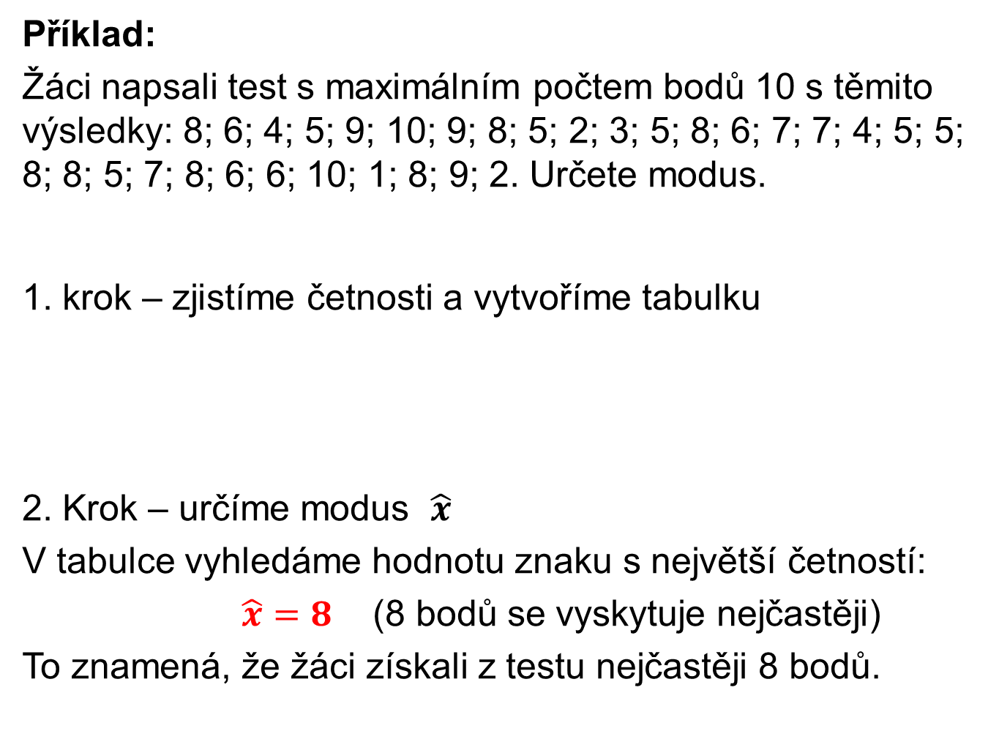 Příklad:
Žáci napsali test s maximálním počtem bodů 10 s těmito
výsledky: 8; 6; 4; 5; 9; 10; 9; 8; 5; 2; 3; 5; 8; 6; 7; 7; 4; 5; 5;
8; 8; 5; 7; 8; 6; 6; 10; 1; 8; 9; 2. Určete modus.
1. krok – zjistíme četnosti a vytvoříme tabulku
2. Krok – určíme modus x̂
V tabulce vyhledáme hodnotu znaku s největší četností:
x̂ = 8 (8 bodů se vyskytuje nejčastěji)
To znamená, že žáci získali z testu nejčastěji 8 bodů.